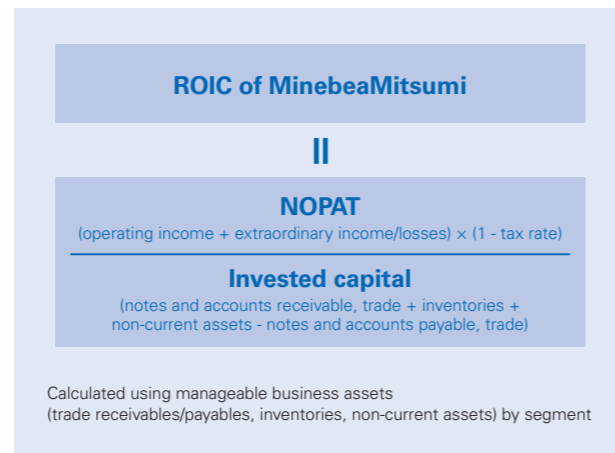 ROIC of MinebeaMitsumi
=
NOPAT
(operating income + extraordinary income/losses) × (1 - tax rate)
Invested capital
(notes and accounts receivable, trade + inventories +
non-current assets - notes and accounts payable, trade)
Calculated using manageable business assets
(trade receivables/payables, inventories, non-current assets) by segment